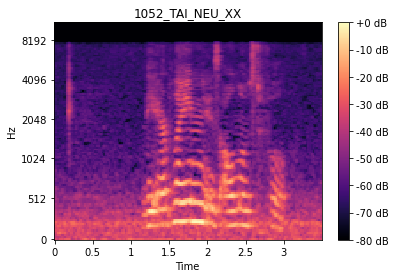 1052_TAI_NEU_XX
+0 dB
8192
-10 dB
4096
-20 dB
-30 dB
2048
Hz
-40 dB
1024
-50 dB
512
-60 dB
-70 dB
0
-80 dB
0 0.5 1 1.5 2 2.5 3
Time